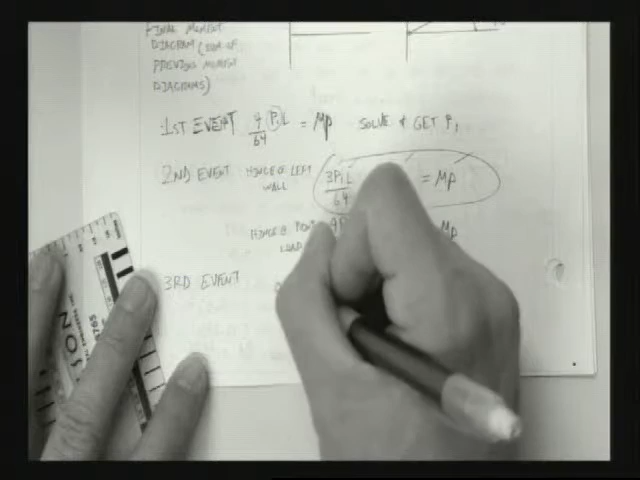 FINAL MOMENT
DIAGRAM (SUM OF
PREVIOUS MOMENT
DIAGRAMS)
1ST EVENT 9 P₁L / 64 = Mp SOLVE & GET P₁
2ND EVENT HINGE @ LEFT WALL 3P₁L / 64 = Mp
HINGE @ POINT LOAD = Mp
3RD EVENT